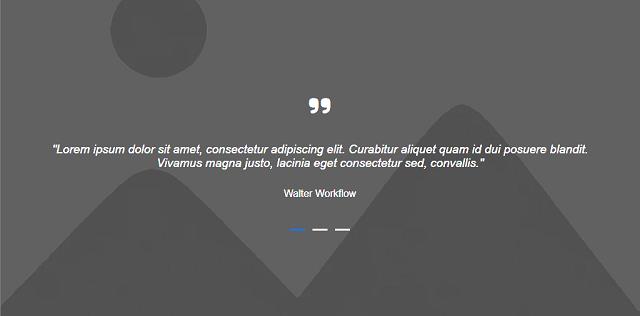 ”
"Lorem ipsum dolor sit amet, consectetur adipiscing elit. Curabitur aliquet quam id dui posuere blandit.
Vivamus magna justo, lacinia eget consectetur sed, convallis."
Walter Workflow